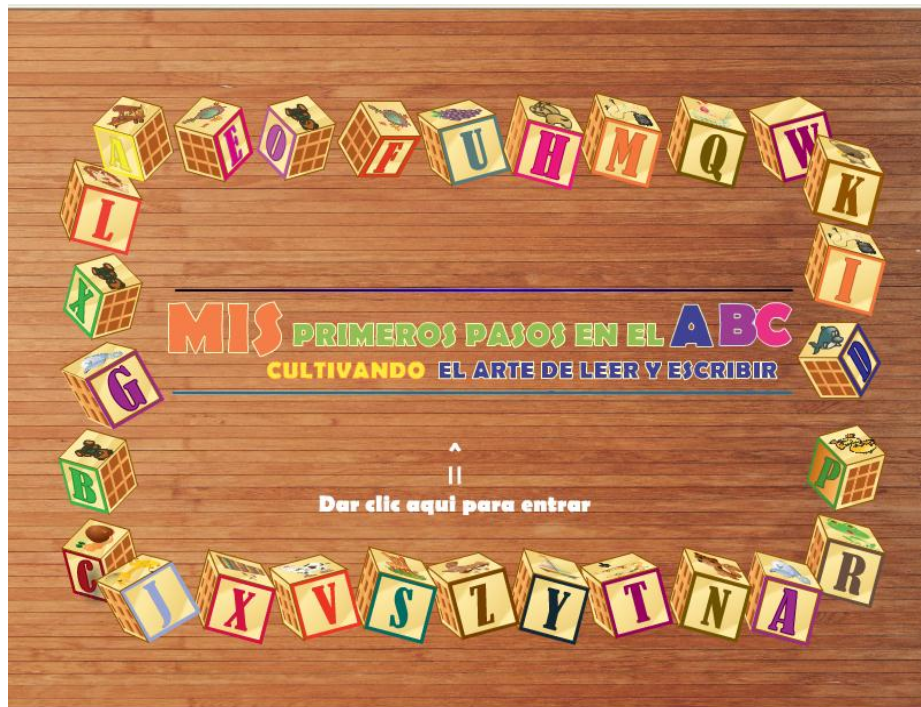 A E O F U H M Q W
L K
X I
MIS PRIMEROS PASOS EN EL ABC
CULTIVANDO EL ARTE DE LEER Y ESCRIBIR
G D
^
||
B P
Dar clic aqui para entrar
C R
J X V S Z Y T N A